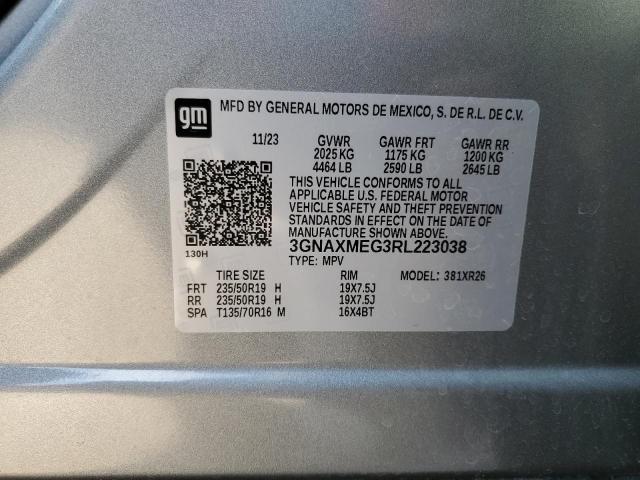 gm MFD BY GENERAL MOTORS DE MEXICO, S. DE R.L. DE C.V.
11/23 GVWR GAWR FRT GAWR RR
2025 KG 1175 KG 1200 KG
4464 LB 2590 LB 2645 LB
THIS VEHICLE CONFORMS TO ALL
APPLICABLE U.S. FEDERAL MOTOR
VEHICLE SAFETY AND THEFT PREVENTION
STANDARDS IN EFFECT ON THE DATE OF
MANUFACTURE SHOWN ABOVE.
3GNAXMEG3RL223038
130H
TYPE: MPV
TIRE SIZE RIM MODEL: 381XR26
FRT 235/50R19 H 19X7.5J
RR 235/50R19 H 19X7.5J
SPA T135/70R16 M 16X4BT